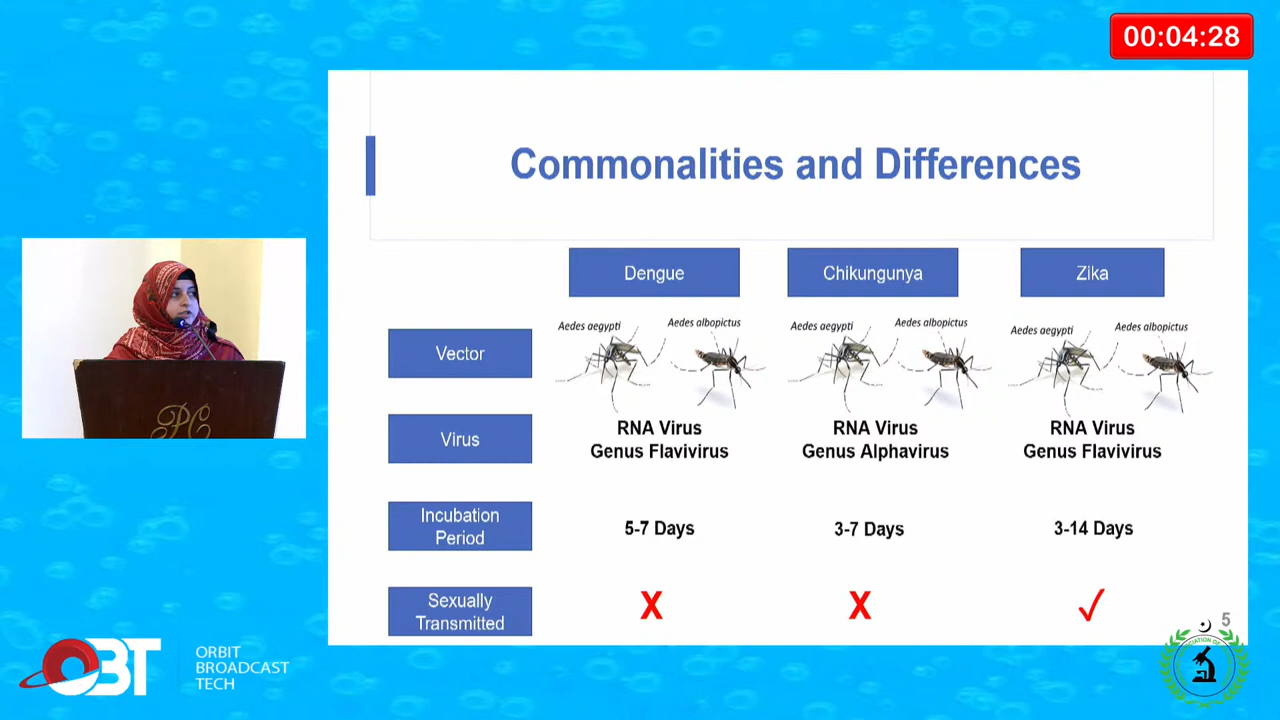 00:04:28
Commonalities and Differences
Dengue
Chikungunya
Zika
Vector
Aedes aegypti
Aedes albopictus
Aedes aegypti
Aedes albopictus
Aedes aegypti
Aedes albopictus
Virus
RNA Virus
Genus Flavivirus
RNA Virus
Genus Alphavirus
RNA Virus
Genus Flavivirus
Incubation
Period
5-7 Days
3-7 Days
3-14 Days
Sexually
Transmitted
X
X
✓
5
PC
OBT
ORBIT
BROADCAST
TECH